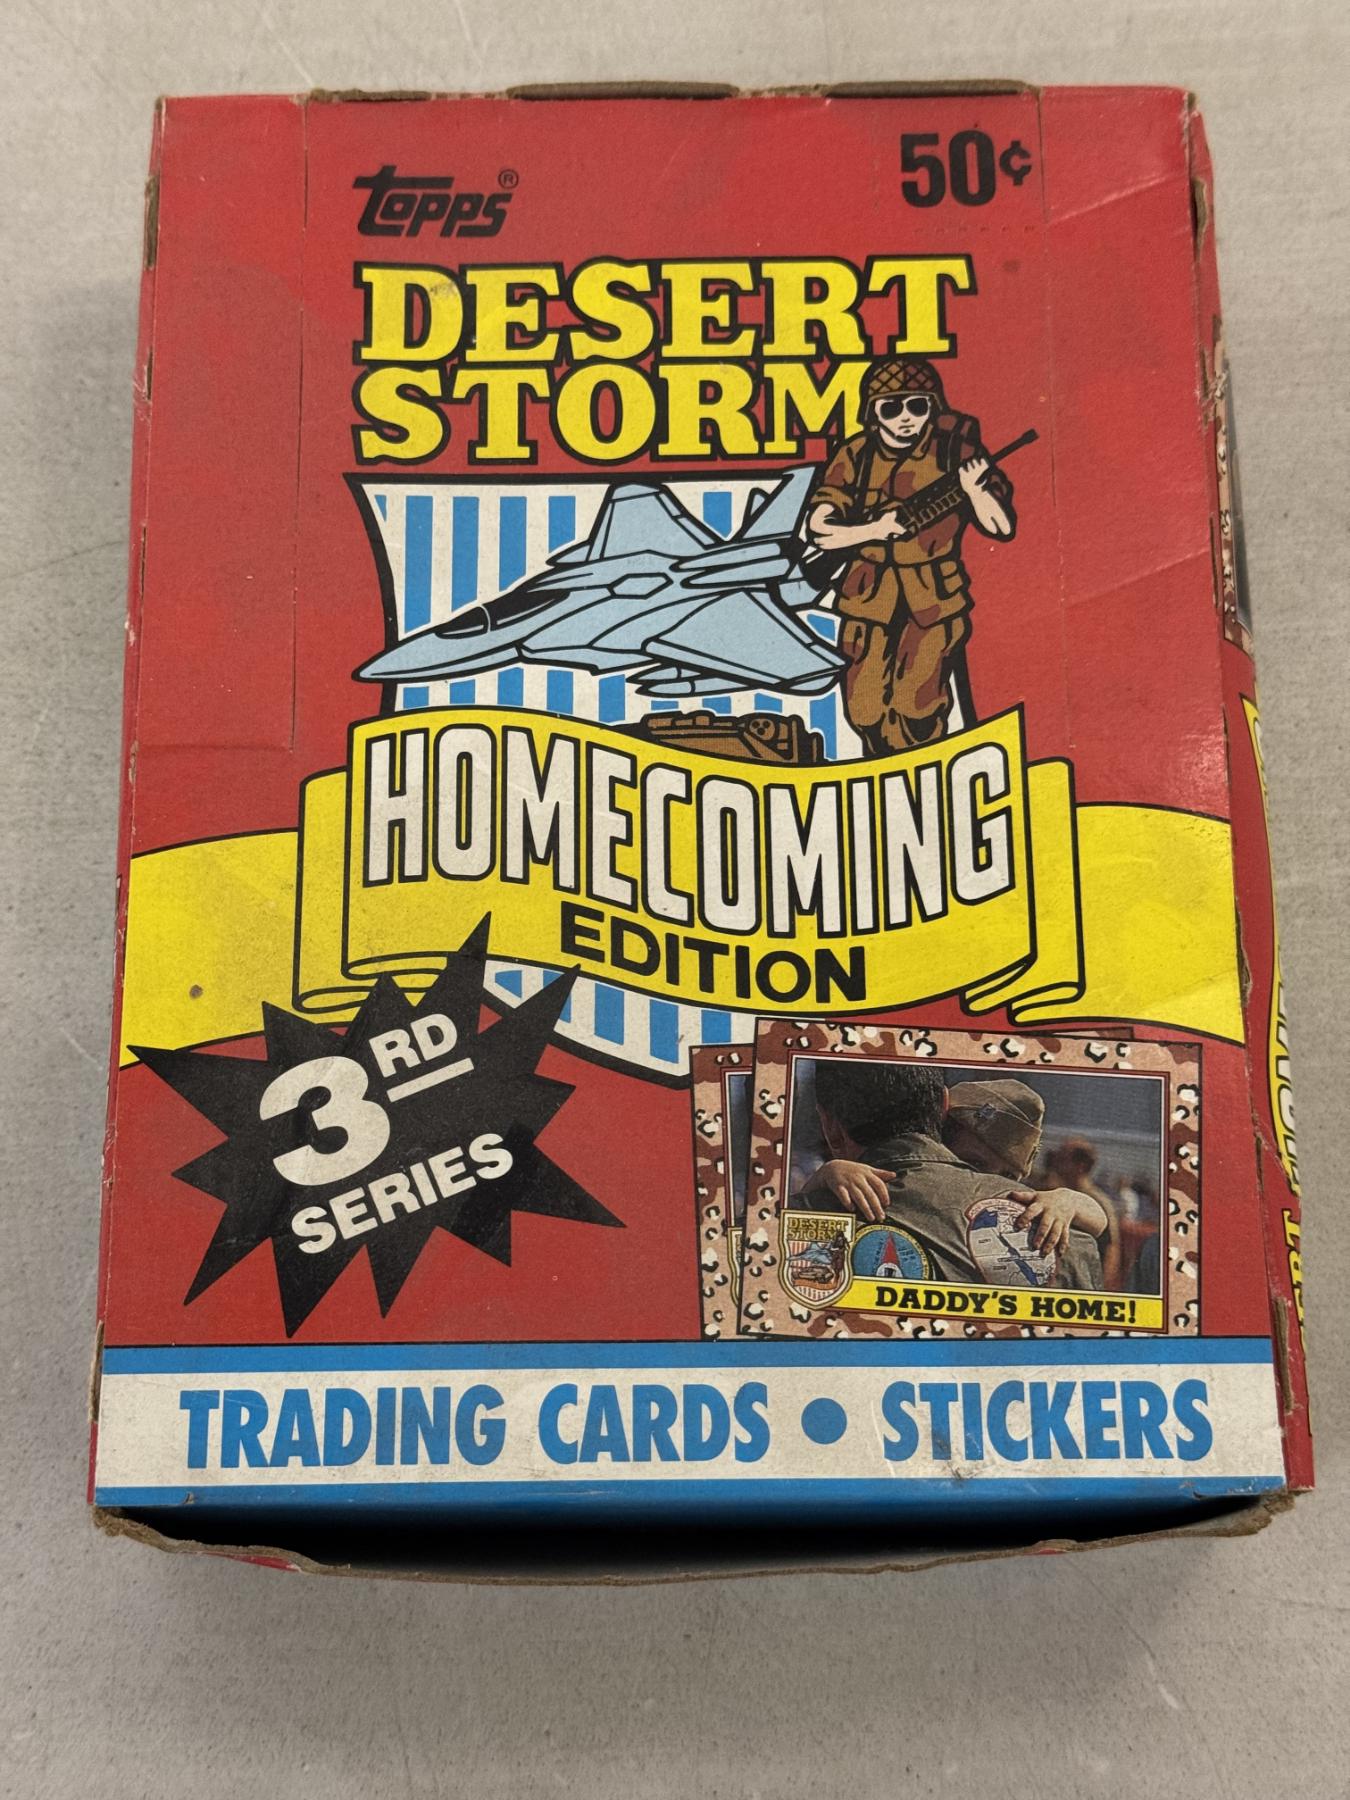 topps®
50¢
DESERT
STORM
HOMECOMING
EDITION
3RD
SERIES
DESERT
STORM
DADDY'S HOME!
TRADING CARDS • STICKERS